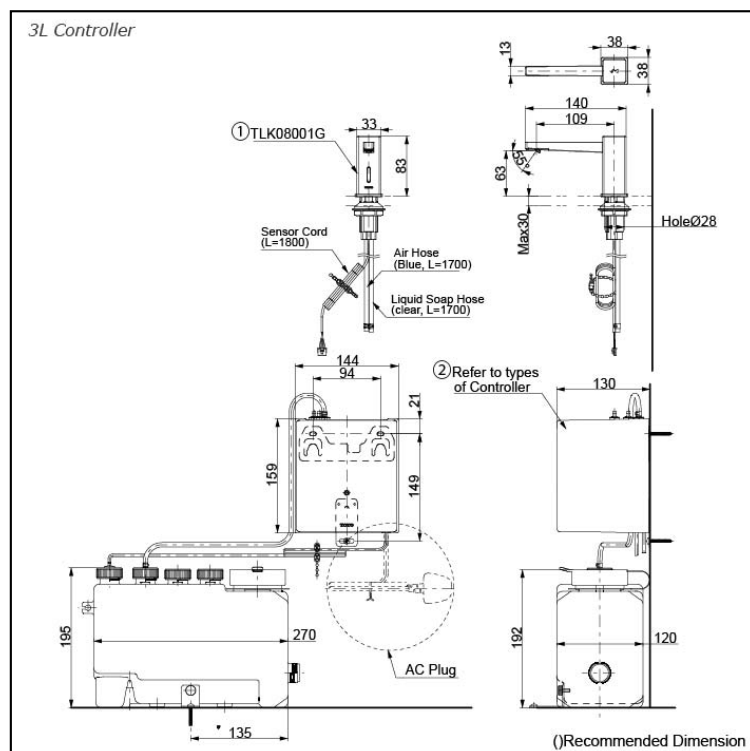 3L Controller
13
38
38
140
109
①TLK08001G
33
83
55°
63
Max30
HoleØ28
Sensor Cord
(L=1800)
Air Hose
(Blue, L=1700)
Liquid Soap Hose
(clear, L=1700)
144
94
21
②Refer to types
of Controller
130
159
149
195
270
192
120
AC Plug
135
()Recommended Dimension